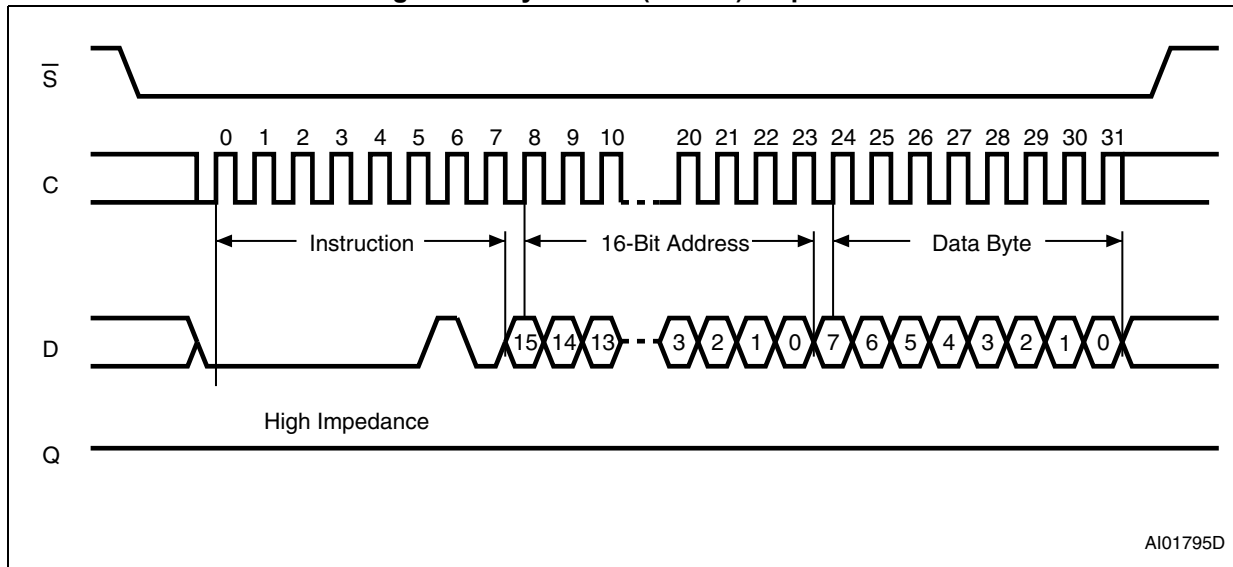 S
0 1 2 3 4 5 6 7 8 9 10 20 21 22 23 24 25 26 27 28 29 30 31
C
Instruction 16-Bit Address Data Byte
D
15 14 13 3 2 1 0 7 6 5 4 3 2 1 0
High Impedance
Q
AI01795D